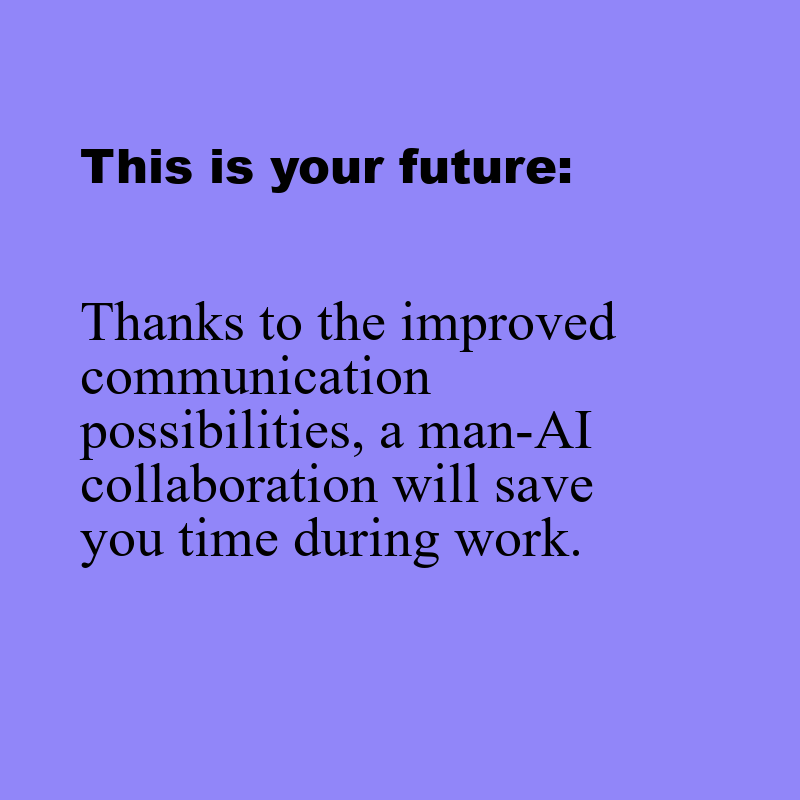 This is your future:
Thanks to the improved
communication
possibilities, a man-AI
collaboration will save
you time during work.